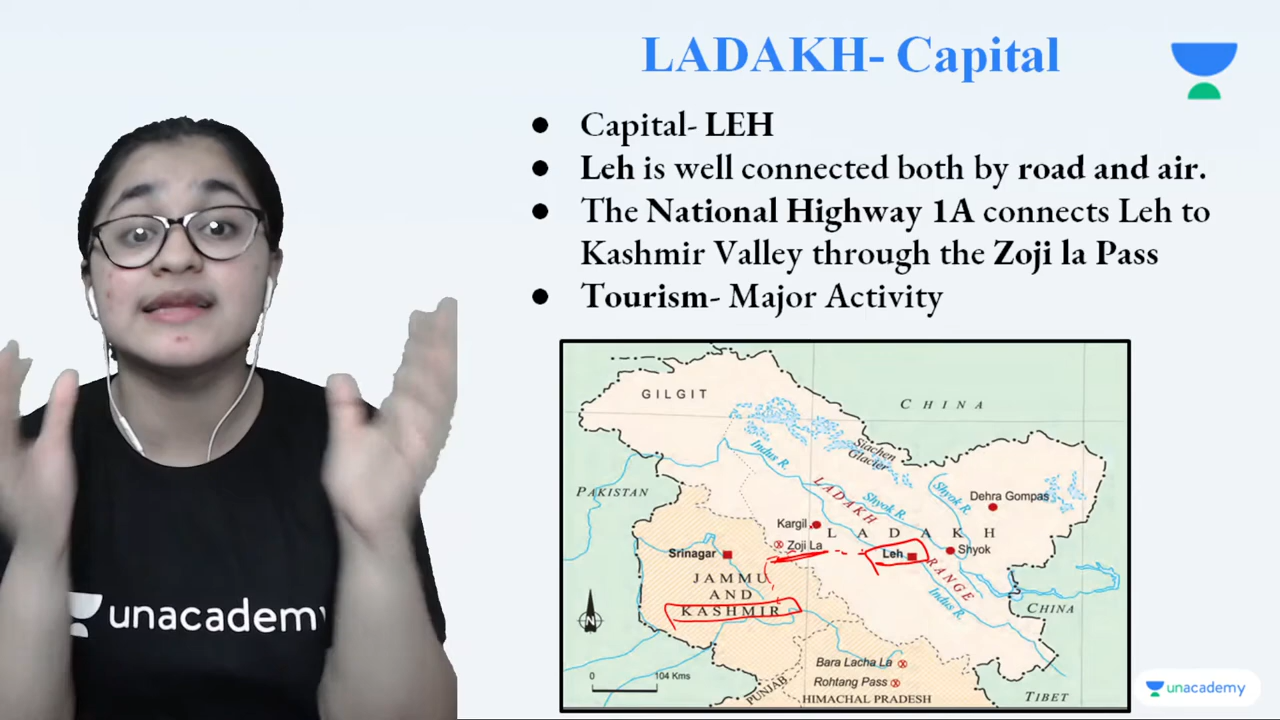 LADAKH- Capital
● Capital- LEH
● Leh is well connected both by road and air.
● The National Highway 1A connects Leh to
Kashmir Valley through the Zoji la Pass
● Tourism- Major Activity
GILGIT
CHINA
Siachen
Glacier
Indus R.
PAKISTAN
LADAKH
Shyok R.
Shyok R.
Dehra Gompas
Kargil
LADAKH
Zoji La
Srinagar
Leh
Shyok
RANGE
JAMMU
AND
KASHMIR
Indus R.
CHINA
N
Bara Lacha La
0 104 Kms
Rohtang Pass
PUNJAB
HIMACHAL PRADESH
TIBET
unacademy
unacademy